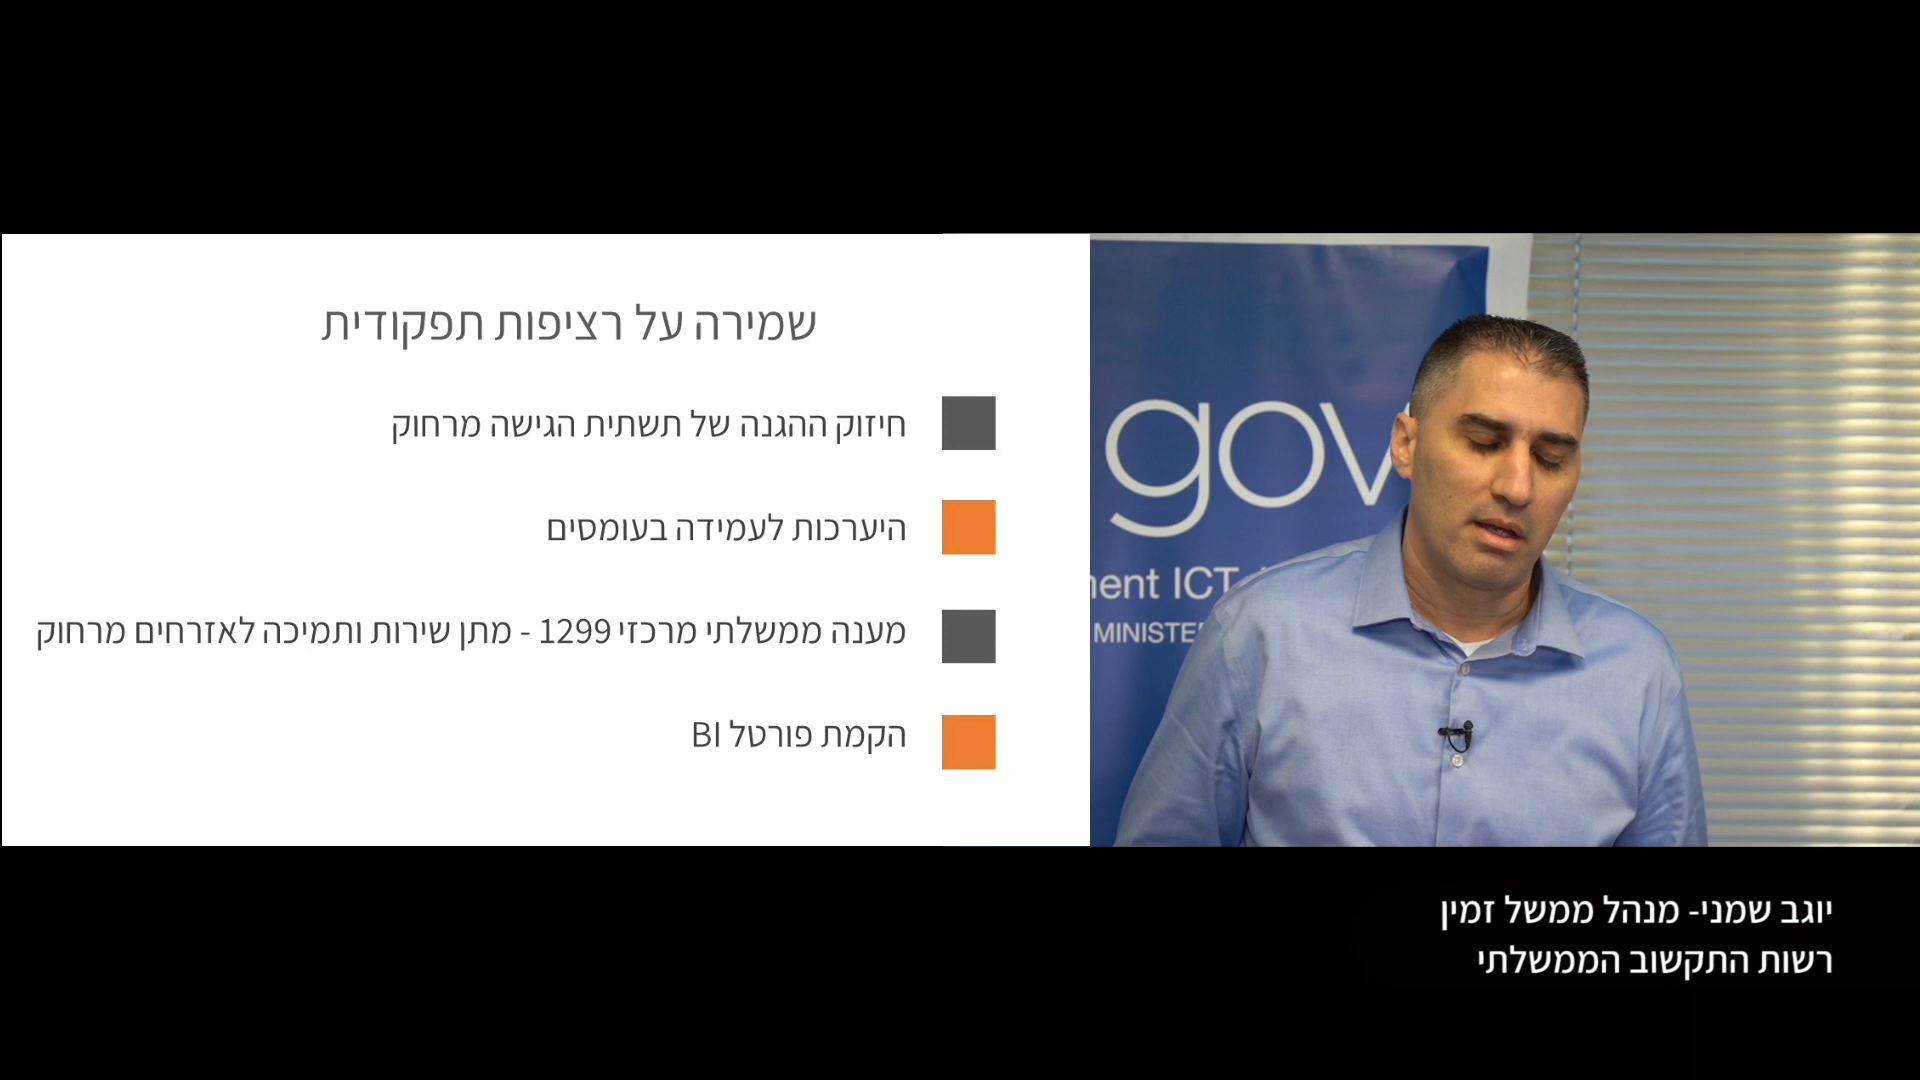 שמירה על רציפות תפקודית
חיזוק ההגנה של תשתית הגישה מרחוק
היערכות לעמידה בעומסים
מענה ממשלתי מרכזי 1299 - מתן שירות ותמיכה לאזרחים מרחוק
הקמת פורטל BI
gov
ment ICT
MINISTE
יוגב שמני- מנהל ממשל זמין
רשות התקשוב הממשלתי